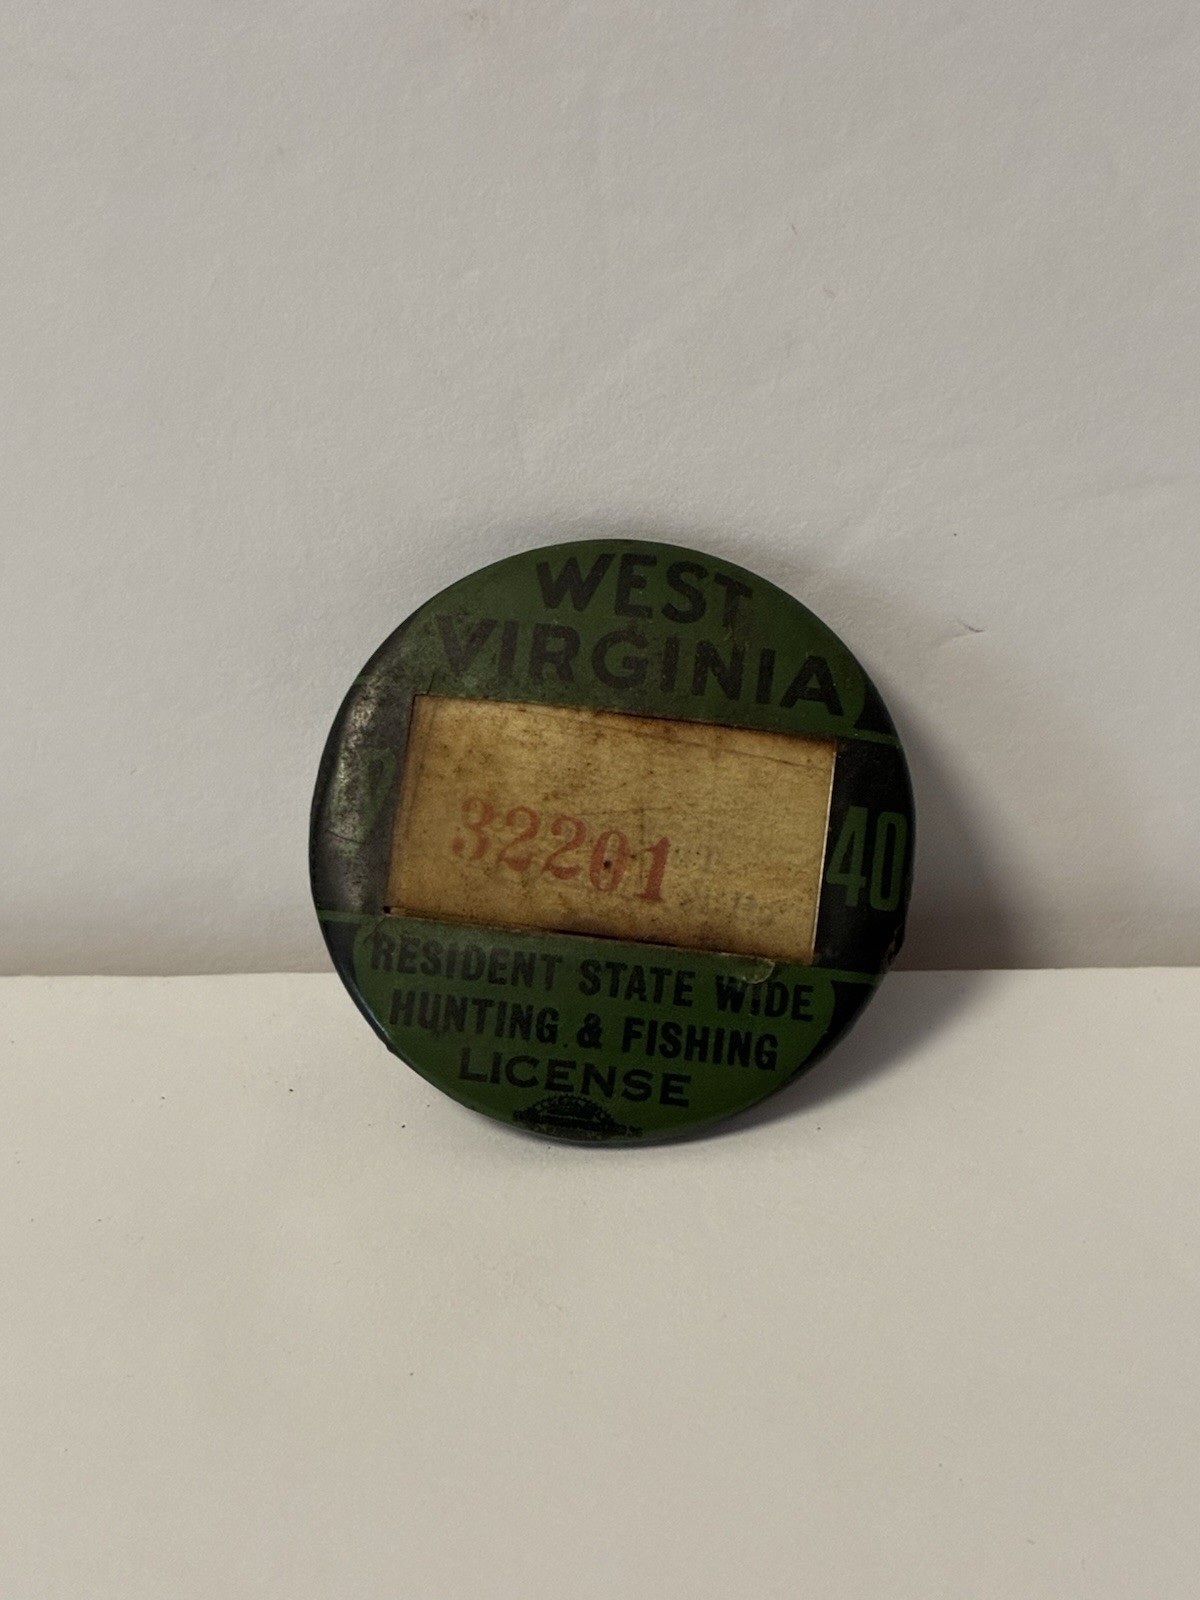 WEST
VIRGINIA
32201
40
RESIDENT STATE WIDE
HUNTING & FISHING
LICENSE